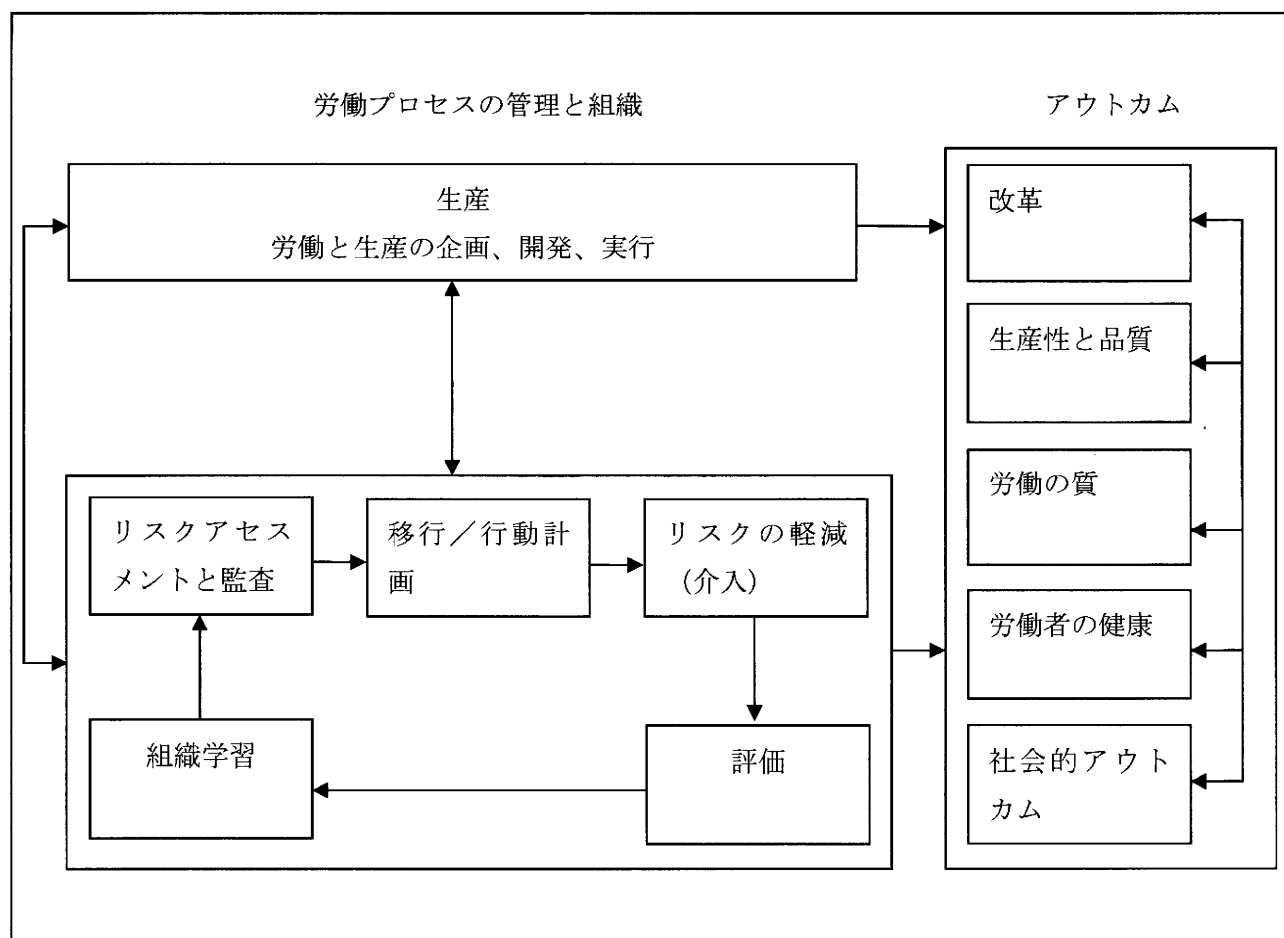 労働プロセスの管理と組織
アウトカム
生産
労働と生産の企画、開発、実行
リスクアセス
メントと監査
移行／行動計
画
リスクの軽減
（介入）
組織学習
評価
改革
生産性と品質
労働の質
労働者の健康
社会的アウト
カム